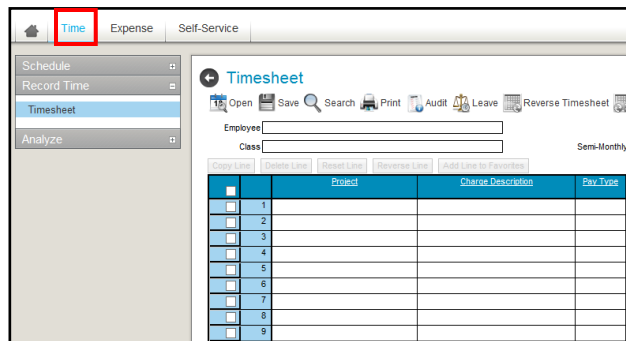 Time Expense Self-Service
Schedule
Record Time
Timesheet
Analyze
Timesheet
Open Save Search Print Audit Leave Reverse Timesheet
Employee
Class Semi-Monthly
Copy Line Delete Line Reset Line Reverse Line Add Line to Favorites
Project Charge Description Pay Type
1
2
3
4
5
6
7
8
9